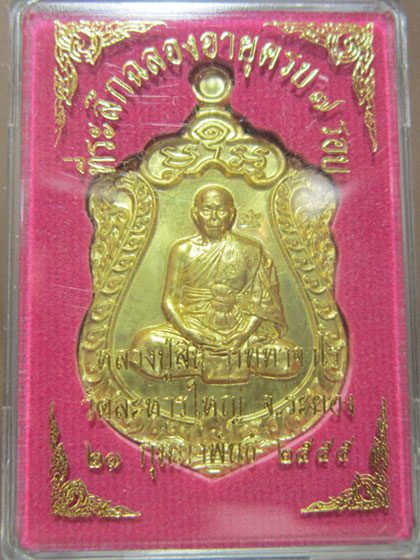 ที่ระลึกฉลองอายุครบ ๗ รอบ
หลวงปู่สิน ภทฺทาจาโร
วัดละหารใหญ่ จ.ระยอง
๒๑ กุมภาพันธ์ ๒๕๕๕